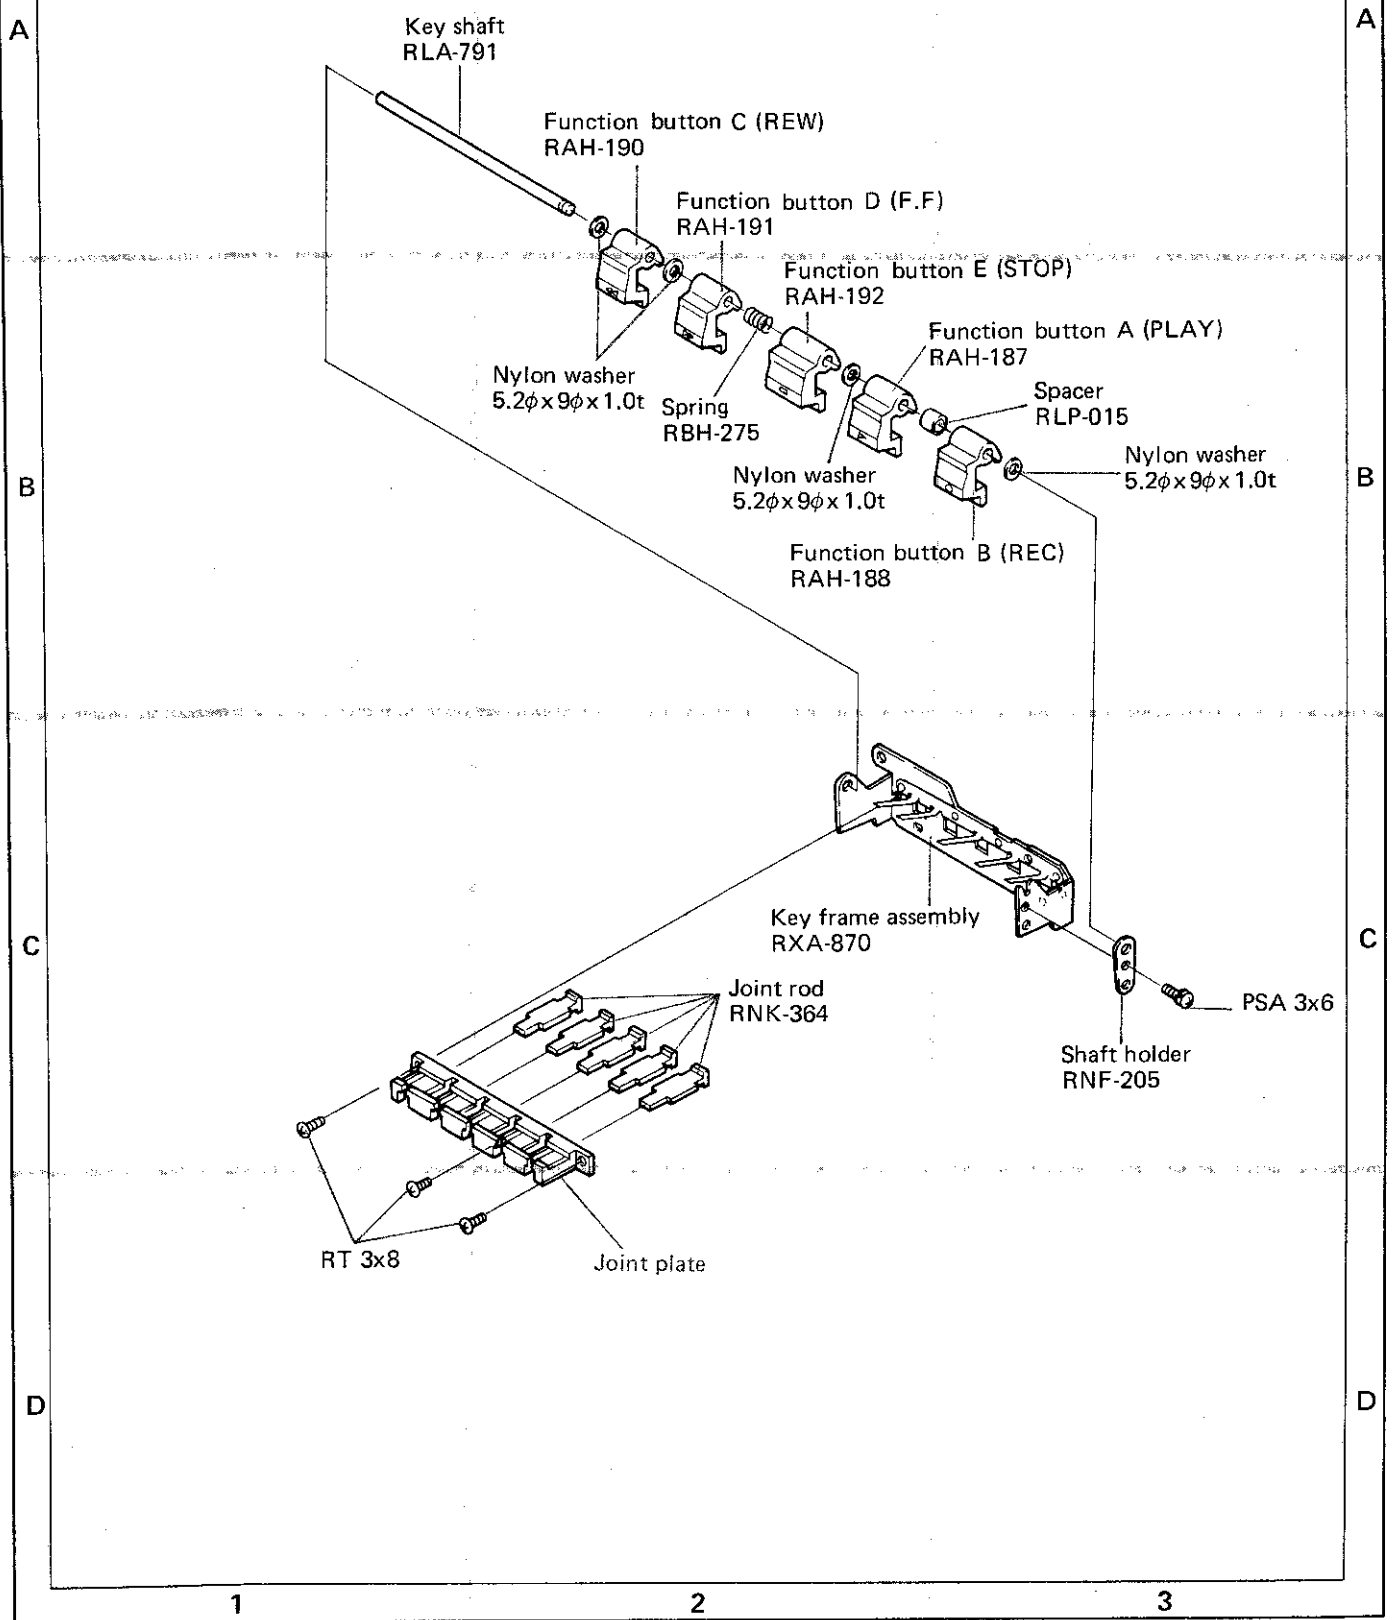 A
A
Key shaft
RLA-791
Function button C (REW)
RAH-190
Function button D (F.F)
RAH-191
Function button E (STOP)
RAH-192
Function button A (PLAY)
RAH-187
Nylon washer
5.2φx9φx1.0t
Spring
RBH-275
Spacer
RLP-015
Nylon washer
5.2φx9φx1.0t
Nylon washer
5.2φx9φx1.0t
B
B
Function button B (REC)
RAH-188
Key frame assembly
RXA-870
C
C
Joint rod
RNK-364
PSA 3x6
Shaft holder
RNF-205
RT 3x8
Joint plate
D
D
1
2
3